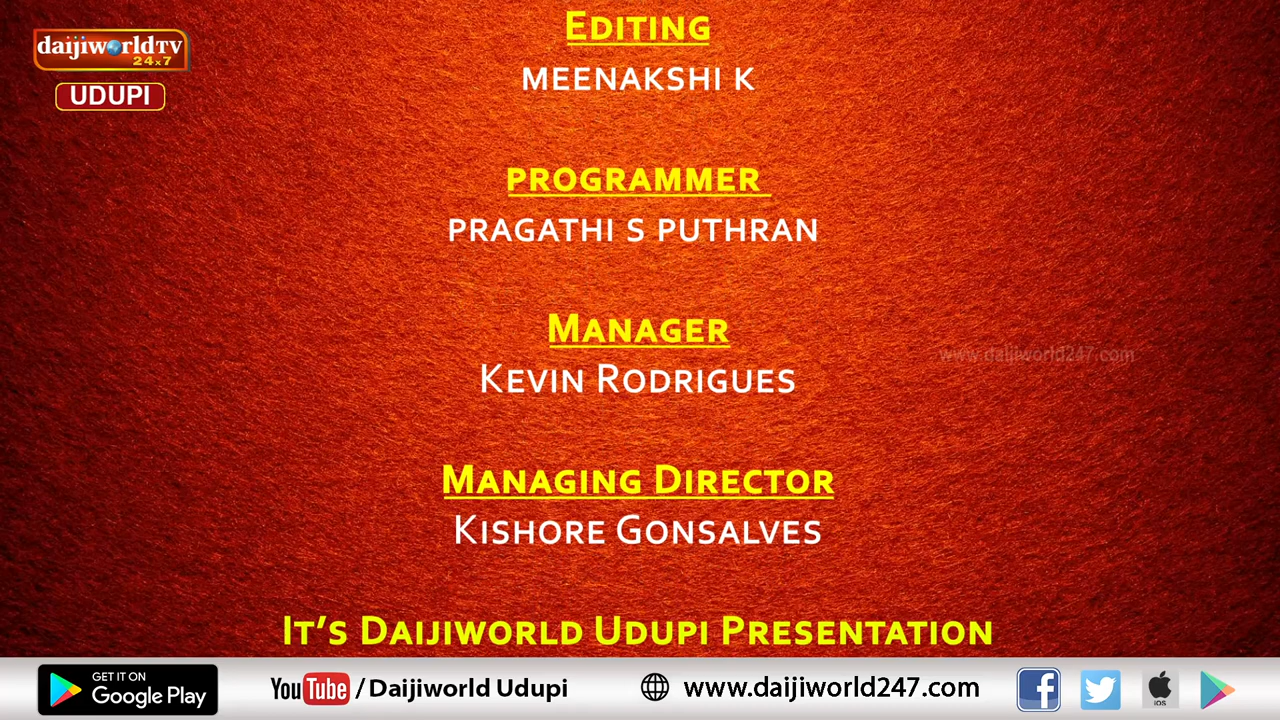 daijiworldTV
24x7
UDUPI
EDITING
MEENAKSHI K
PROGRAMMER
PRAGATHI S PUTHRAN
MANAGER
KEVIN RODRIGUES
www.daijiworld247.com
MANAGING DIRECTOR
KISHORE GONSALVES
IT'S DAIJIWORLD UDUPI PRESENTATION
GET IT ON
Google Play
YouTube /Daijiworld Udupi
www.daijiworld247.com
iOS